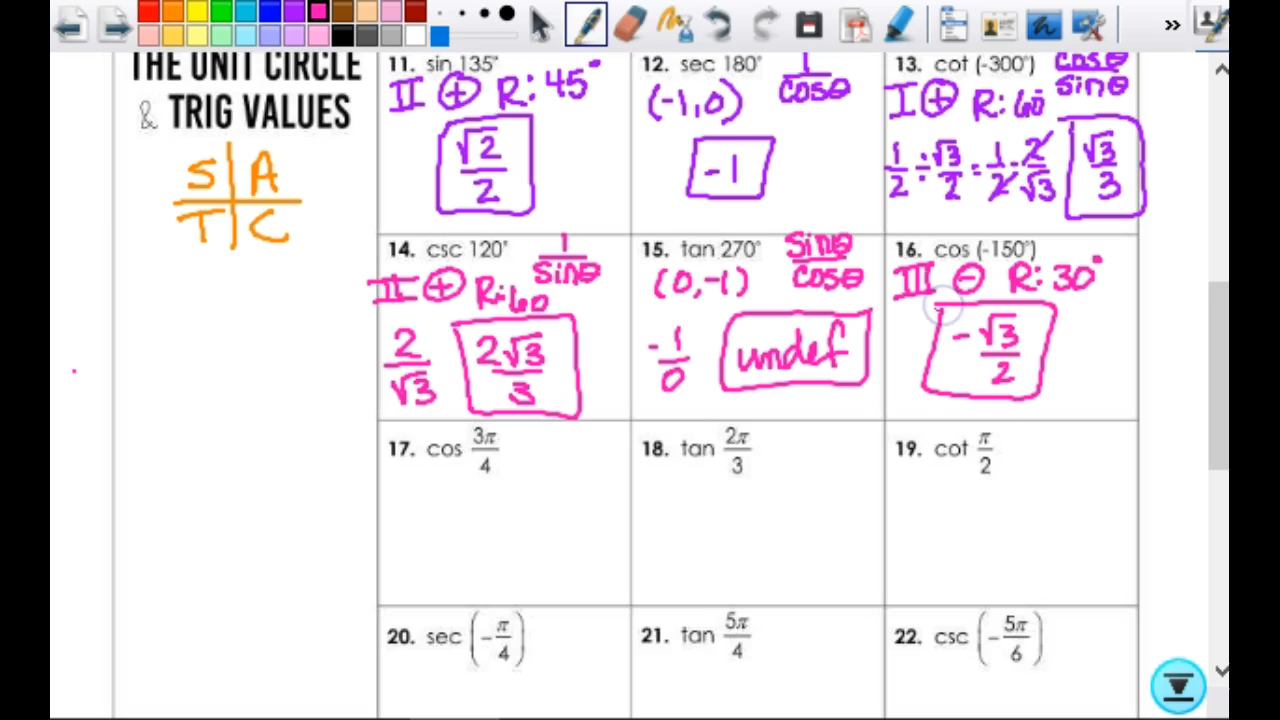 THE UNIT CIRCLE
& TRIG VALUES
S A
T C
11. sin 135°
II ⊕ R: 45°
√2/2
12. sec 180° 1/cosθ
(-1,0)
-1
13. cot (-300°) cosθ/sinθ
I ⊕ R: 60°
1/2 ÷ √3/2 = 1/2 · 2/√3 √3/3
14. csc 120° 1/sinθ
II ⊕ R: 60
2/√3 2√3/3
15. tan 270° sinθ/cosθ
(0,-1)
-1/0 undef
16. cos (-150°)
III ⊖ R: 30°
-√3/2
17. cos 3π/4
18. tan 2π/3
19. cot π/2
20. sec (-π/4)
21. tan 5π/4
22. csc (-5π/6)